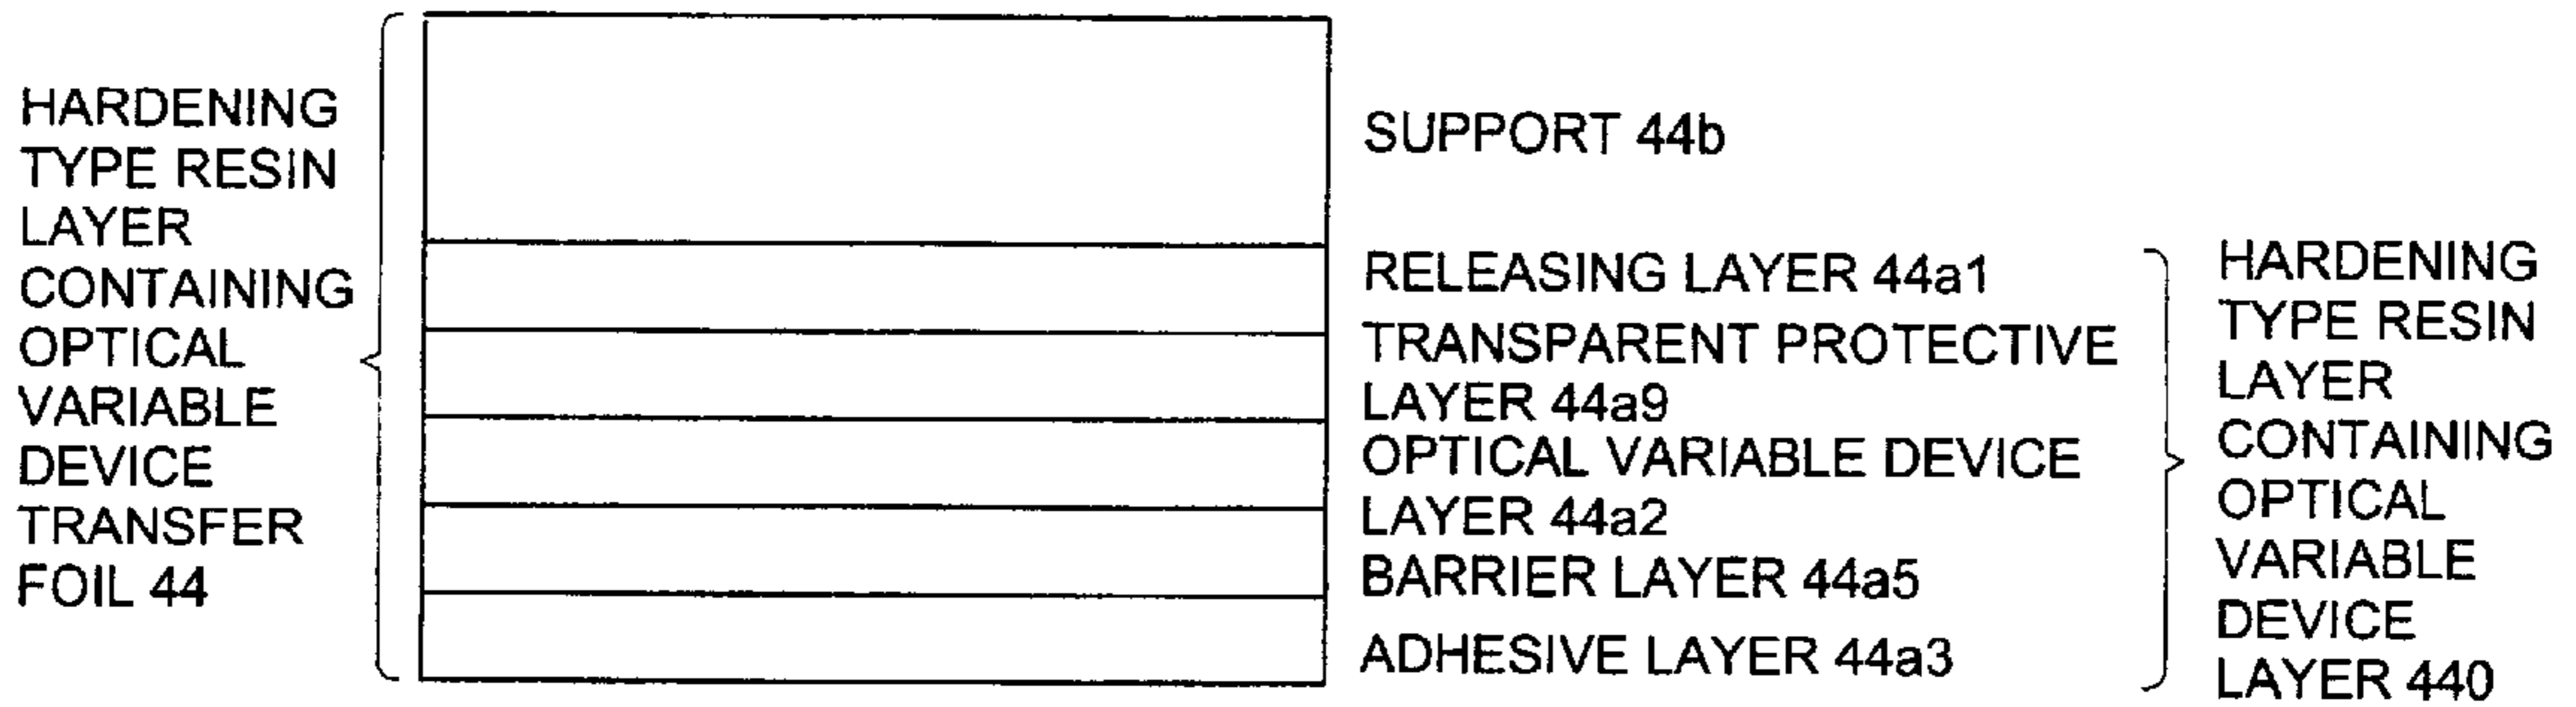 HARDENING
TYPE RESIN
LAYER
CONTAINING
OPTICAL
VARIABLE
DEVICE
TRANSFER
FOIL 44
SUPPORT 44b
RELEASING LAYER 44a1
TRANSPARENT PROTECTIVE
LAYER 44a9
OPTICAL VARIABLE DEVICE
LAYER 44a2
BARRIER LAYER 44a5
ADHESIVE LAYER 44a3
HARDENING
TYPE RESIN
LAYER
CONTAINING
OPTICAL
VARIABLE
DEVICE
LAYER 440